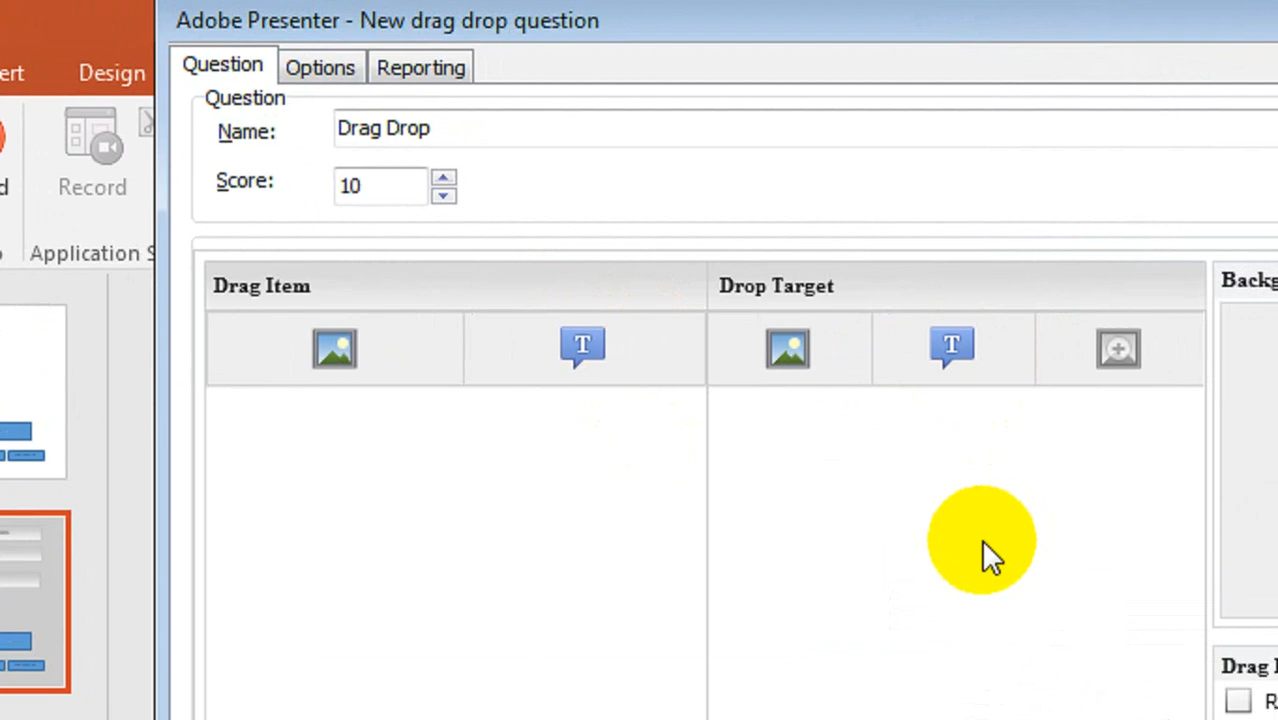 Adobe Presenter - New drag drop question
Question Options Reporting
ert Design
Question
Name: Drag Drop
Score: 10
d Record
Application S
Drag Item Drop Target Backg
T T
Drag I
R